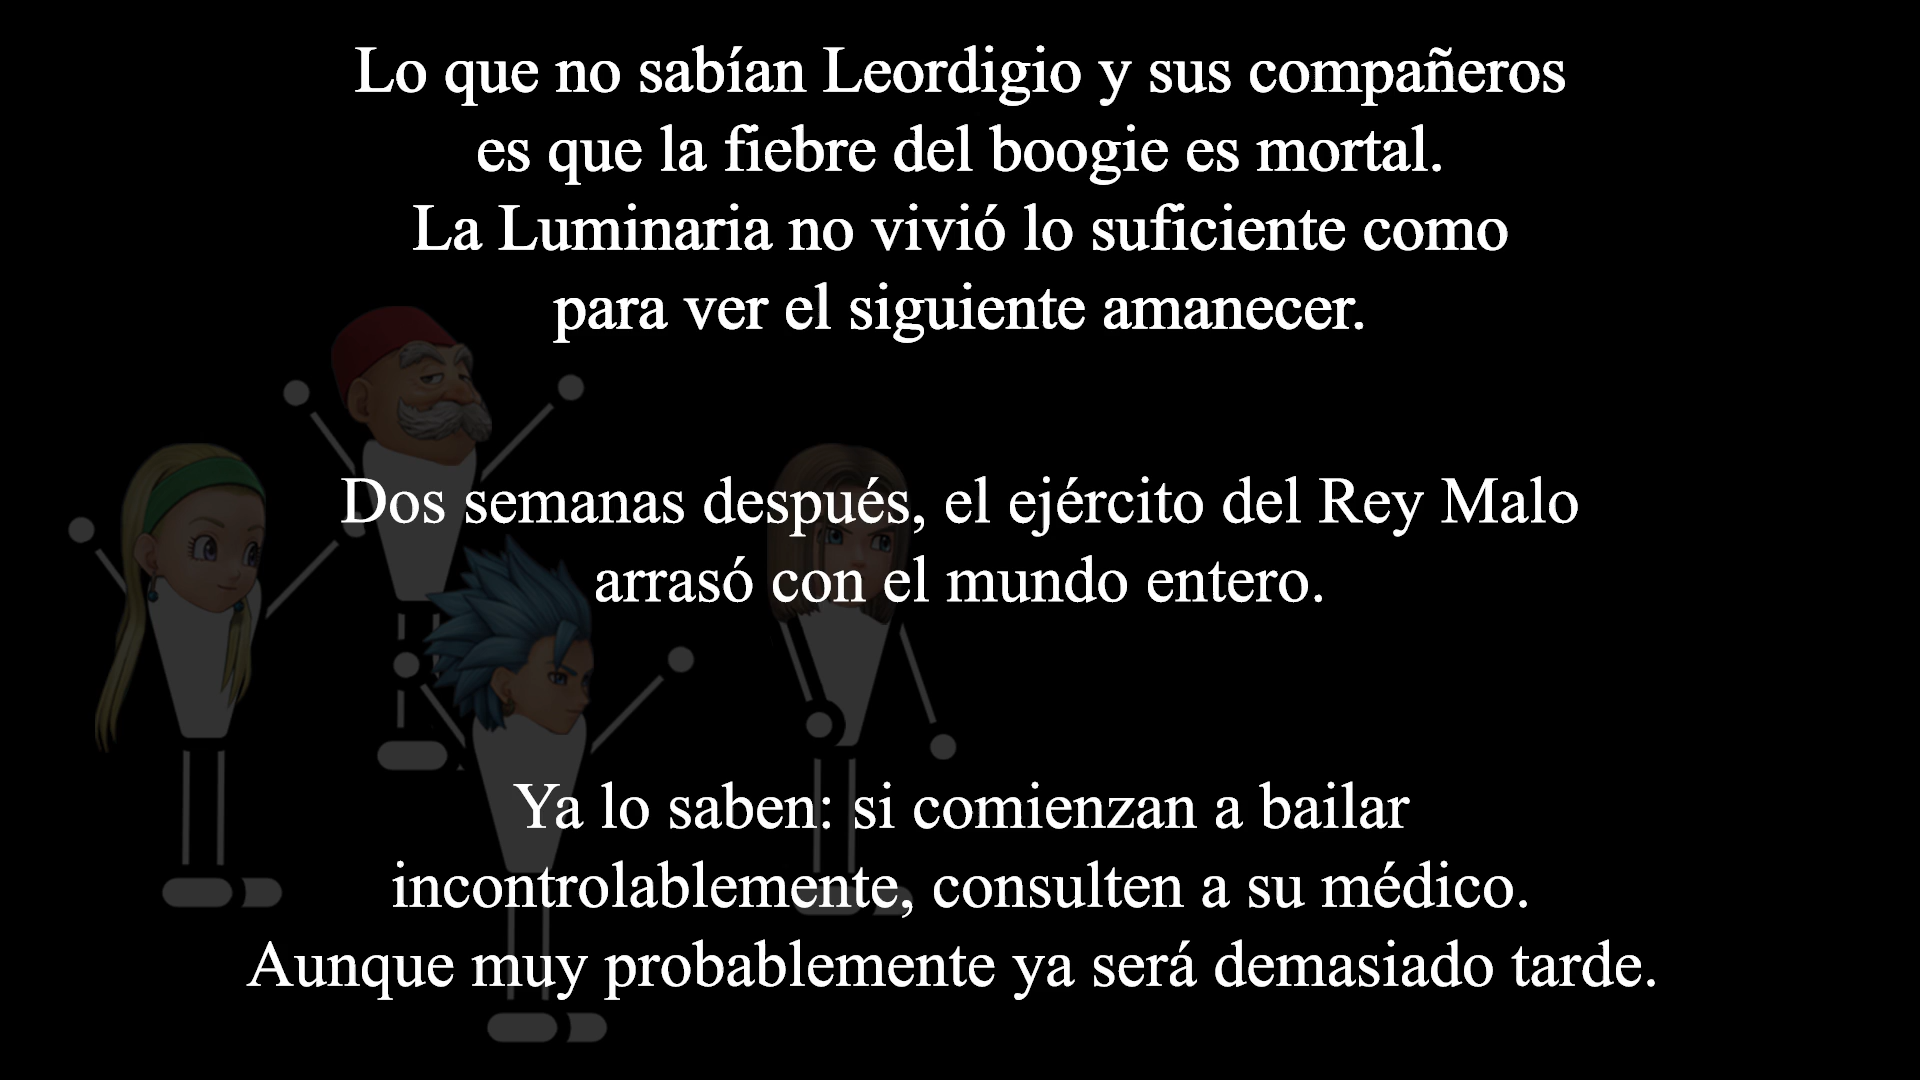 Lo que no sabían Leordigio y sus compañeros
es que la fiebre del boogie es mortal.
La Luminaria no vivió lo suficiente como
para ver el siguiente amanecer.
Dos semanas después, el ejército del Rey Malo
arrasó con el mundo entero.
Ya lo saben: si comienzan a bailar
incontrolablemente, consulten a su médico.
Aunque muy probablemente ya será demasiado tarde.